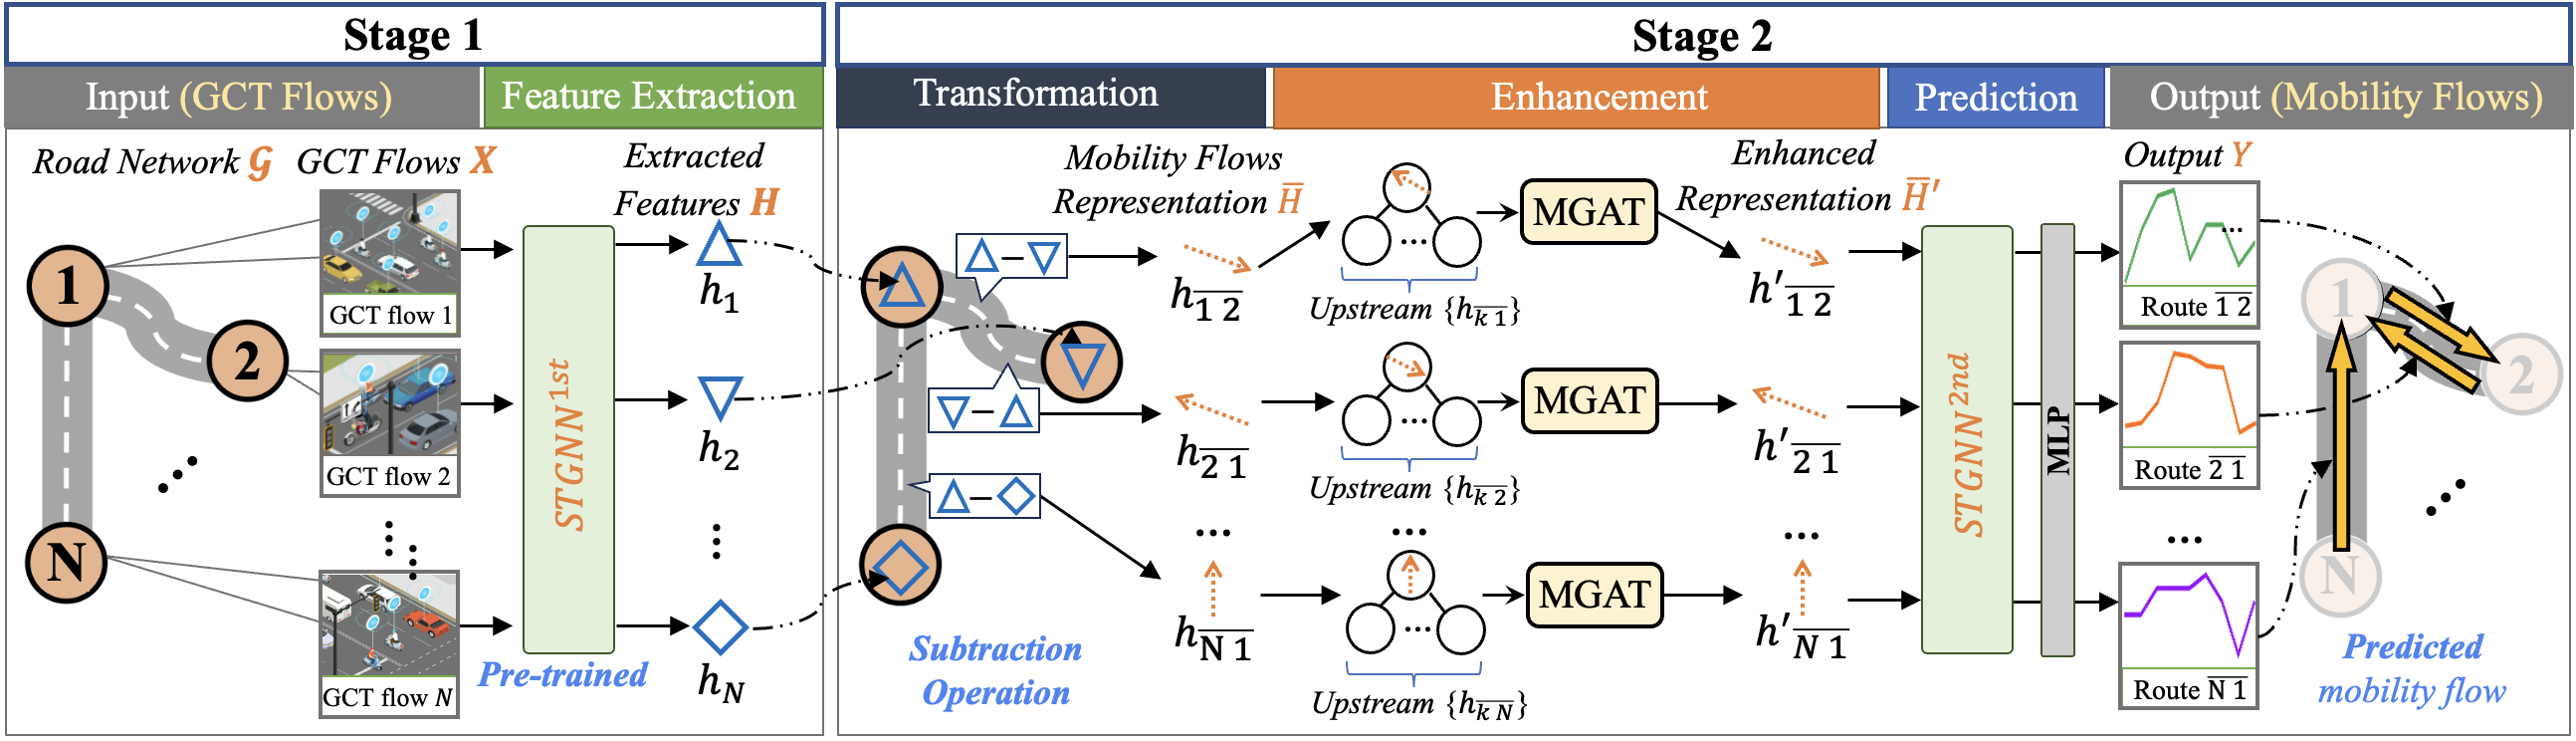 Stage 1
Stage 2
Input (GCT Flows)
Feature Extraction
Transformation
Enhancement
Prediction
Output (Mobility Flows)
Road Network G
GCT Flows X
Extracted
Features H
1
2
N
GCT flow 1
GCT flow 2
GCT flow N
STGNN^{1st}
Pre-trained
h_1
h_2
h_N
Mobility Flows
Representation H̅
△−▽
▽−△
△−◇
Subtraction
Operation
h_{\overline{1 2}}
h_{\overline{2 1}}
...
h_{\overline{N 1}}
...
Upstream {h_{\overline{k 1}}}
...
Upstream {h_{\overline{k 2}}}
...
...
Upstream {h_{\overline{k N}}}
MGAT
MGAT
MGAT
Enhanced
Representation H̅′
h′_{\overline{1 2}}
h′_{\overline{2 1}}
...
h′_{\overline{N 1}}
STGNN^{2nd}
MLP
Output Y
...
Route \overline{1 2}
Route \overline{2 1}
...
Route \overline{N 1}
1
2
N
Predicted
mobility flow